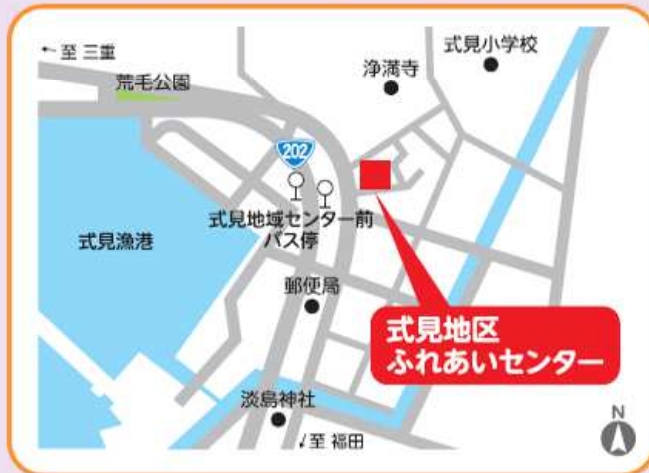 ←至 三重
荒毛公園
浄満寺
式見小学校
202
式見地域センター前
バス停
式見漁港
郵便局
式見地区
ふれあいセンター
淡島神社
↙至 福田
N